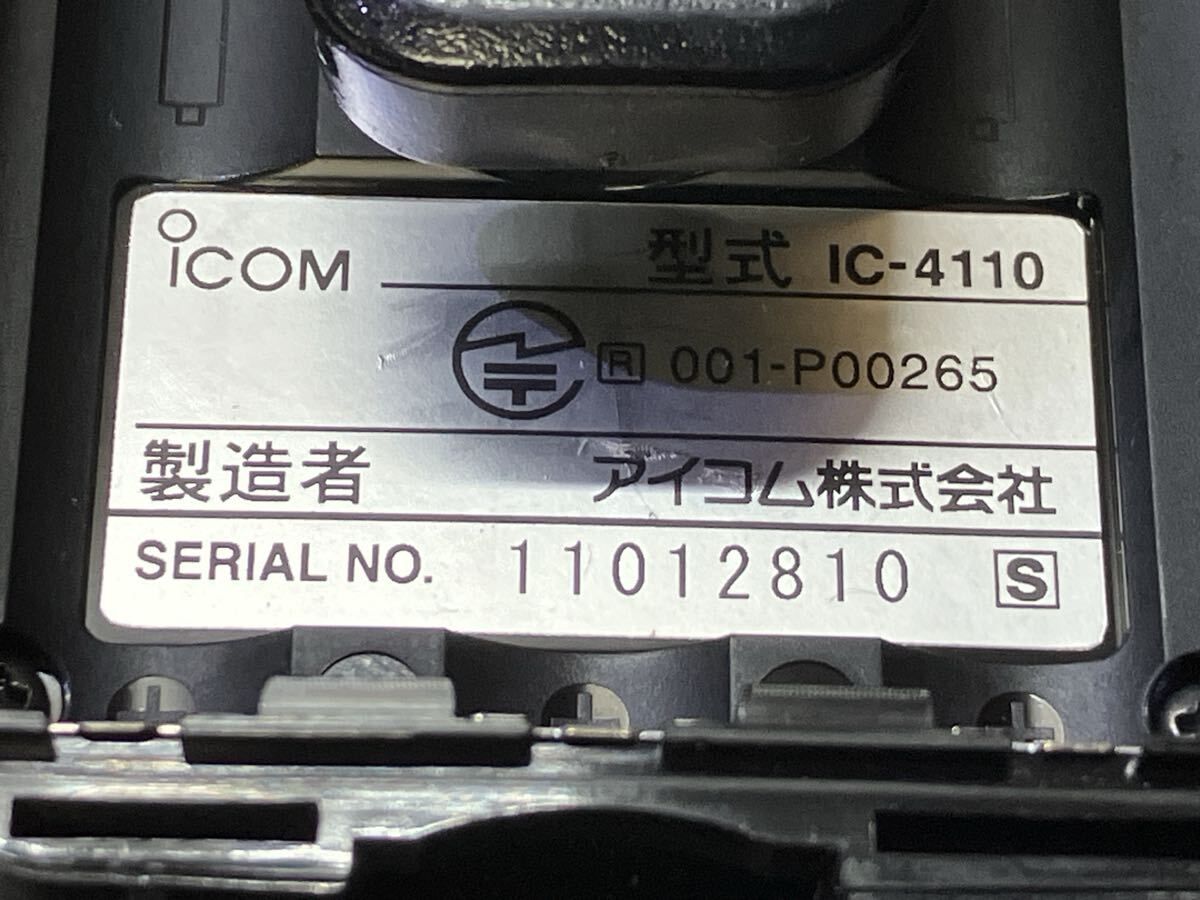 ICOM 型式 IC-4110
R 001-P00265
製造者 アイコム株式会社
SERIAL NO. 11012810 S